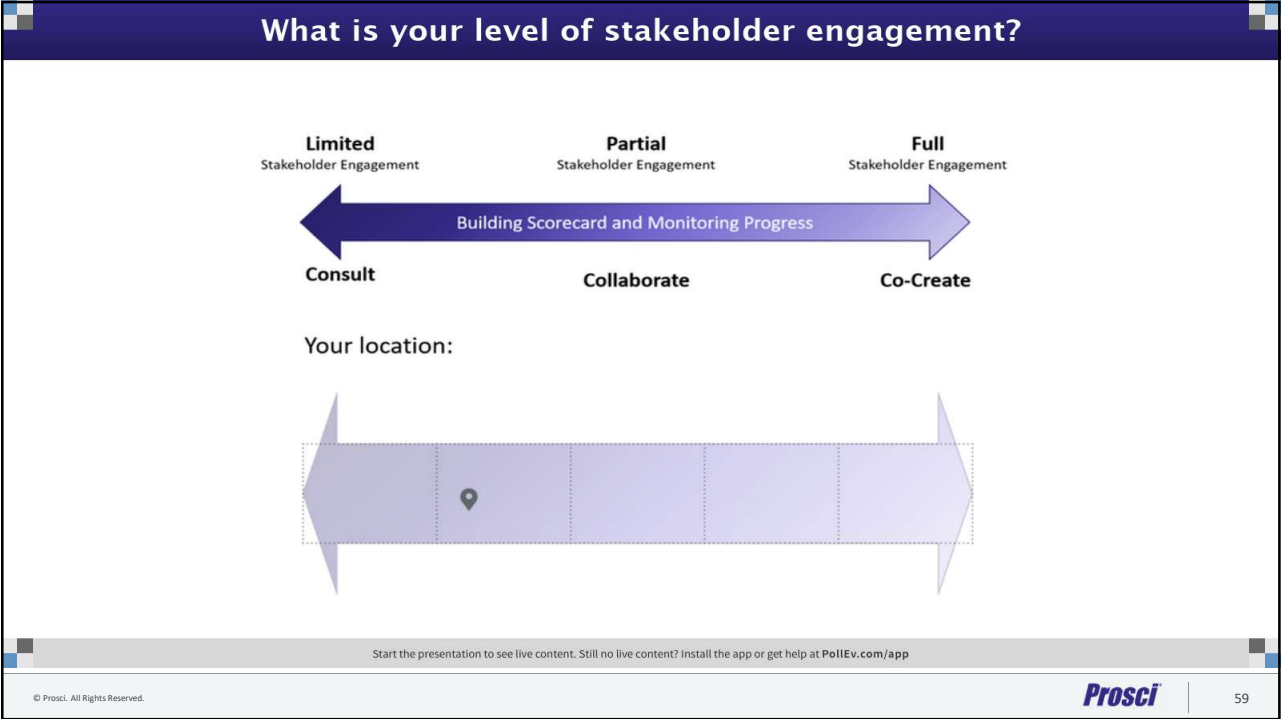 What is your level of stakeholder engagement?
Limited
Stakeholder Engagement
Partial
Stakeholder Engagement
Full
Stakeholder Engagement
Building Scorecard and Monitoring Progress
Consult
Collaborate
Co-Create
Your location:
Start the presentation to see live content. Still no live content? Install the app or get help at PollEv.com/app
© Prosci. All Rights Reserved.
Prosci
59